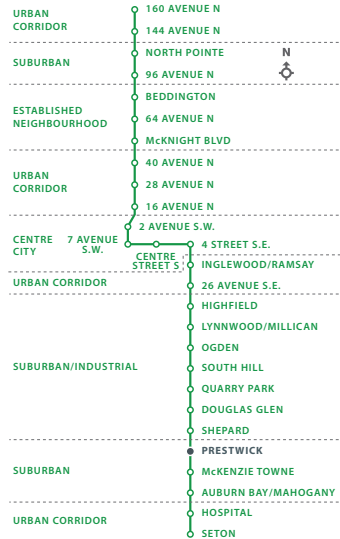 URBAN
CORRIDOR
160 AVENUE N
144 AVENUE N
SUBURBAN
NORTH POINTE
96 AVENUE N
N
ESTABLISHED
NEIGHBOURHOOD
BEDDINGTON
64 AVENUE N
McKNIGHT BLVD
URBAN
CORRIDOR
40 AVENUE N
28 AVENUE N
16 AVENUE N
CENTRE
CITY
2 AVENUE S.W.
7 AVENUE
S.W.
CENTRE
STREET S
4 STREET S.E.
INGLEWOOD/RAMSAY
URBAN CORRIDOR
26 AVENUE S.E.
SUBURBAN/INDUSTRIAL
HIGHFIELD
LYNNWOOD/MILLICAN
OGDEN
SOUTH HILL
QUARRY PARK
DOUGLAS GLEN
SHEPARD
SUBURBAN
PRESTWICK
McKENZIE TOWNE
AUBURN BAY/MAHOGANY
URBAN CORRIDOR
HOSPITAL
SETON